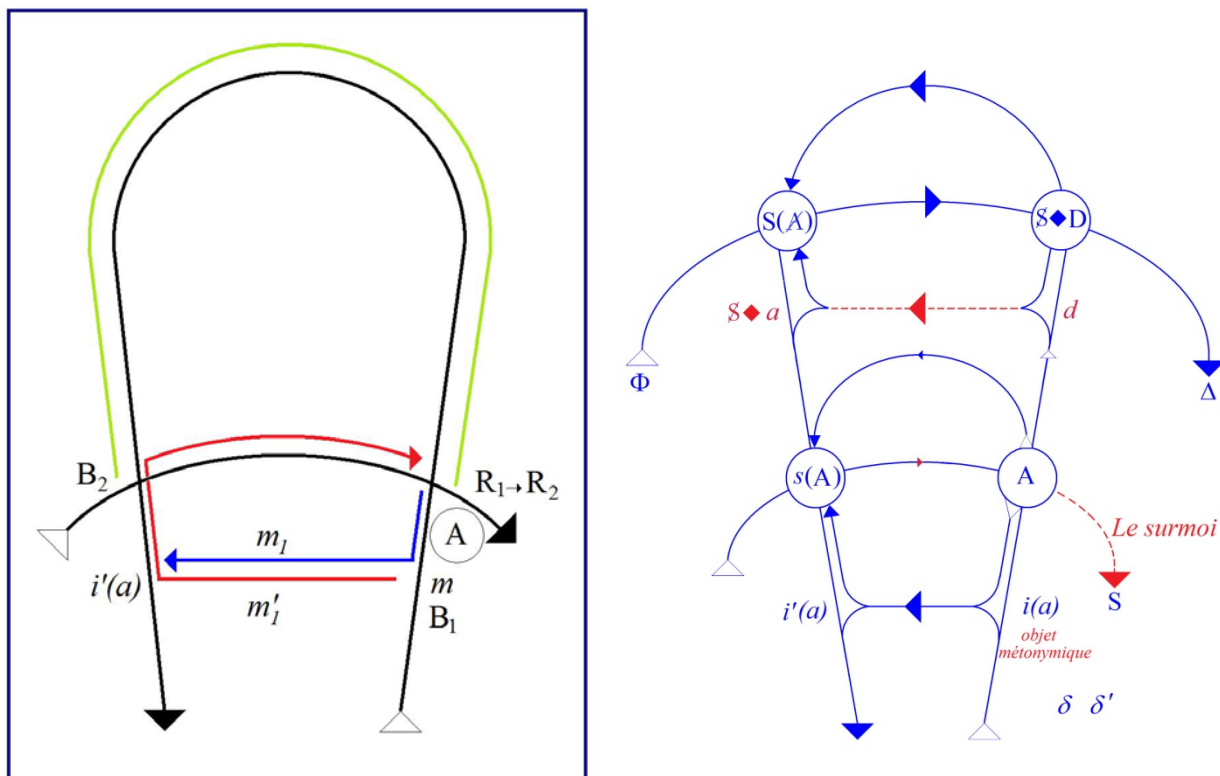 B₂
R₁→R₂
A
m₁
i'(a)
m
m'₁
B₁
S(Ⱥ)
$◆D
$◆a
d
Φ
Δ
s(A)
A
Le surmoi
S
i'(a)
i(a)
objet
métonymique
δ δ'